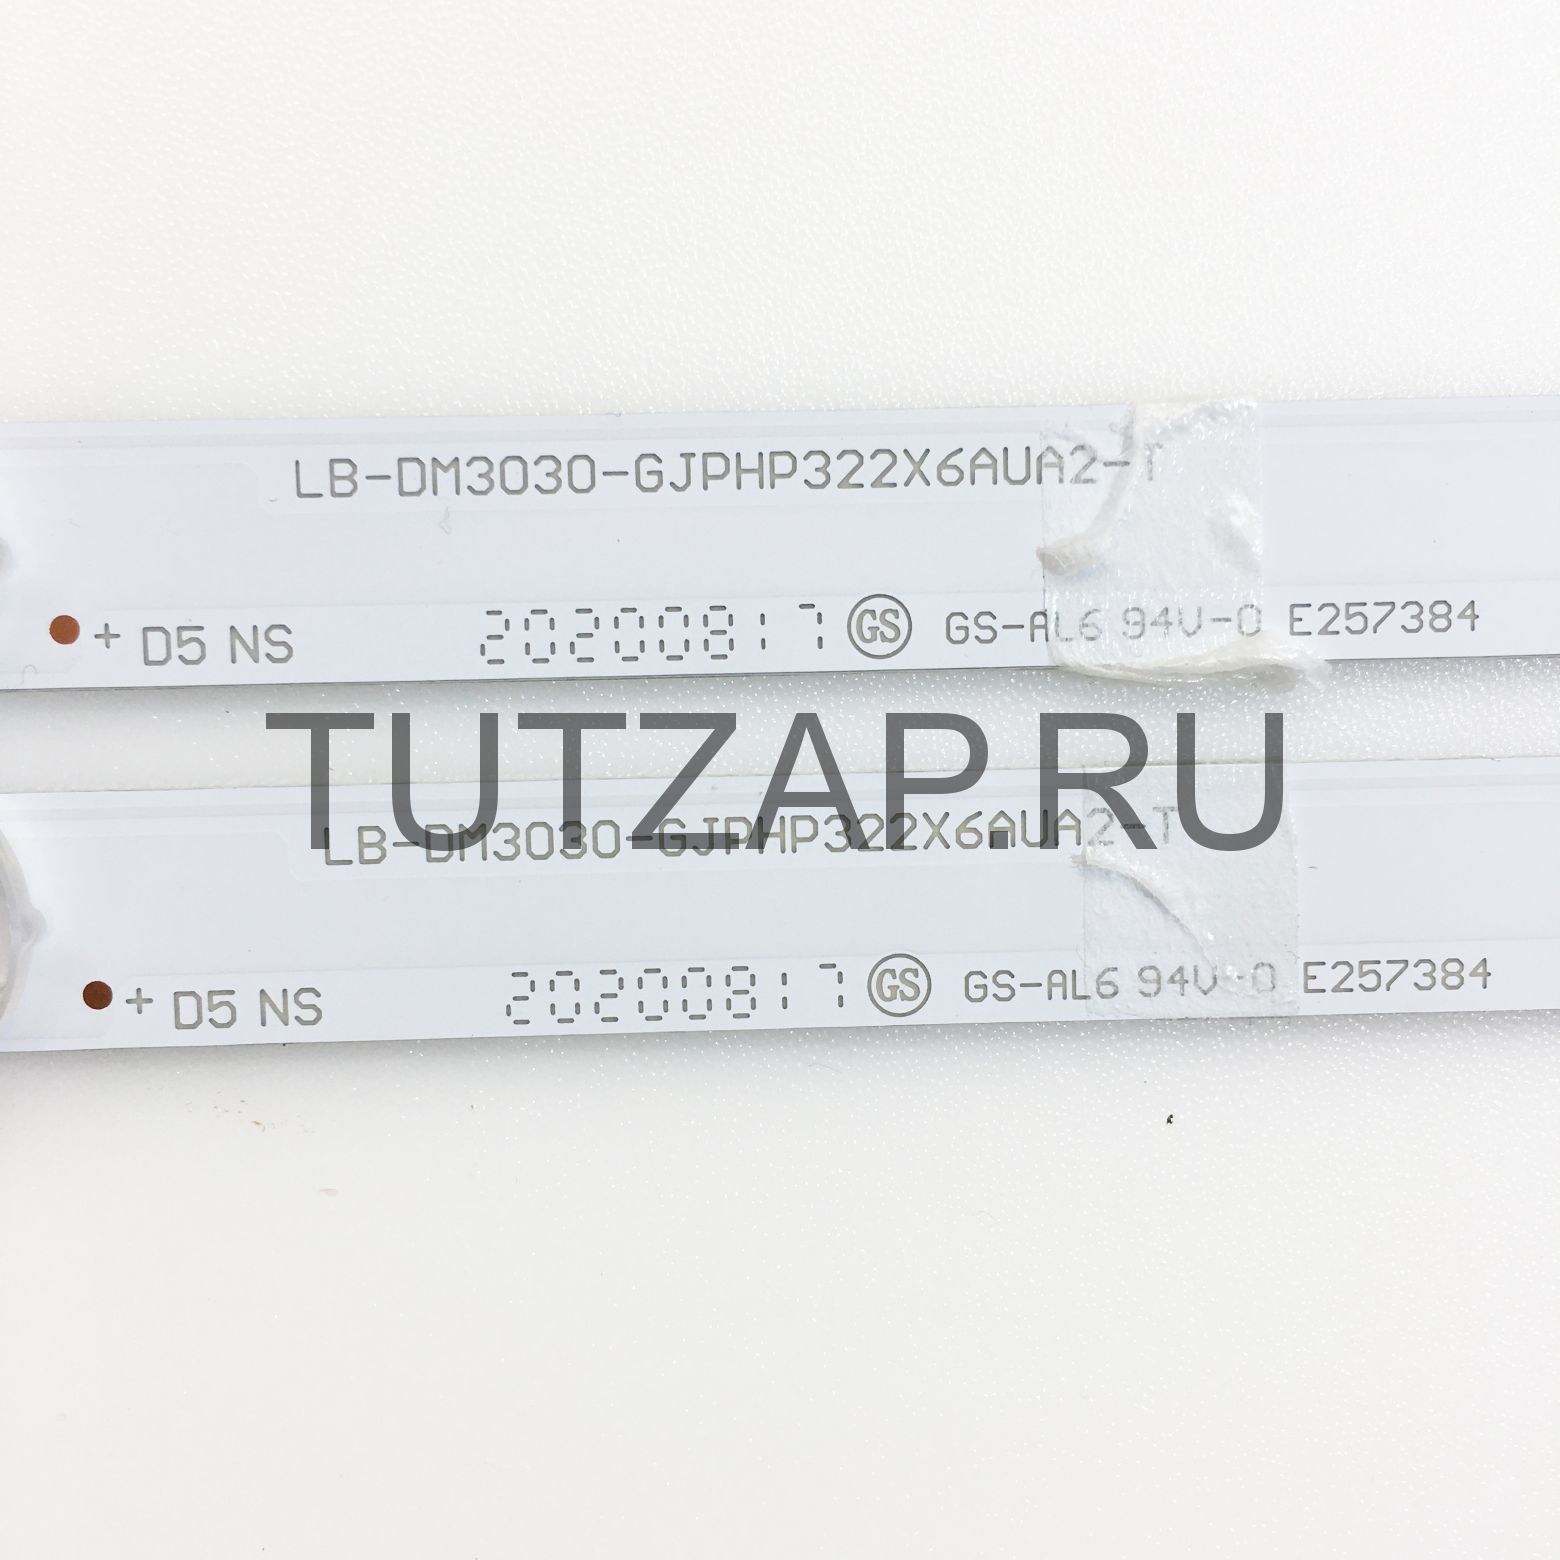 LB-DM3030-GJPHP322X6AUA2-T
+ D5 NS 20200817 GS GS-AL6 94V-0 E257384
TUTZAP.RU
LB-DM3030-GJPHP322X6AUA2-T
+ D5 NS 20200817 GS GS-AL6 94V-0 E257384